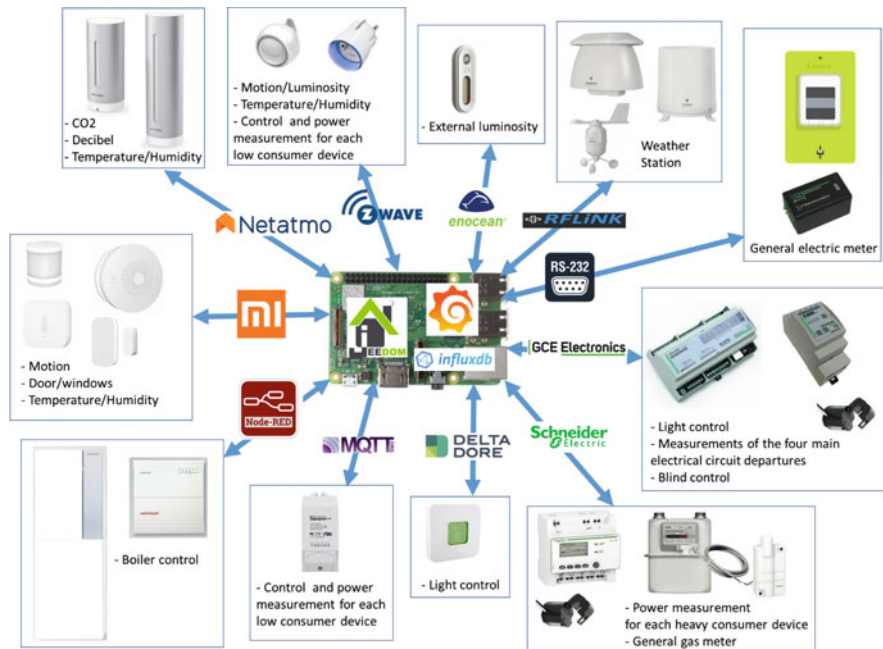 - CO2
- Decibel
- Temperature/Humidity
- Motion/Luminosity
- Temperature/Humidity
- Control and power
measurement for each
low consumer device
- External luminosity
Weather
Station
General electric meter
Netatmo
Z WAVE
enocean
RFLINK
RS-232
mi
JEEDOM
influxdb
GCE Electronics
- Motion
- Door/windows
- Temperature/Humidity
- Light control
- Measurements of the four main
electrical circuit departures
- Blind control
Node-RED
MQTT
DELTA
DORE
Schneider
Electric
- Boiler control
- Control and power
measurement for each
low consumer device
- Light control
- Power measurement
for each heavy consumer device
- General gas meter